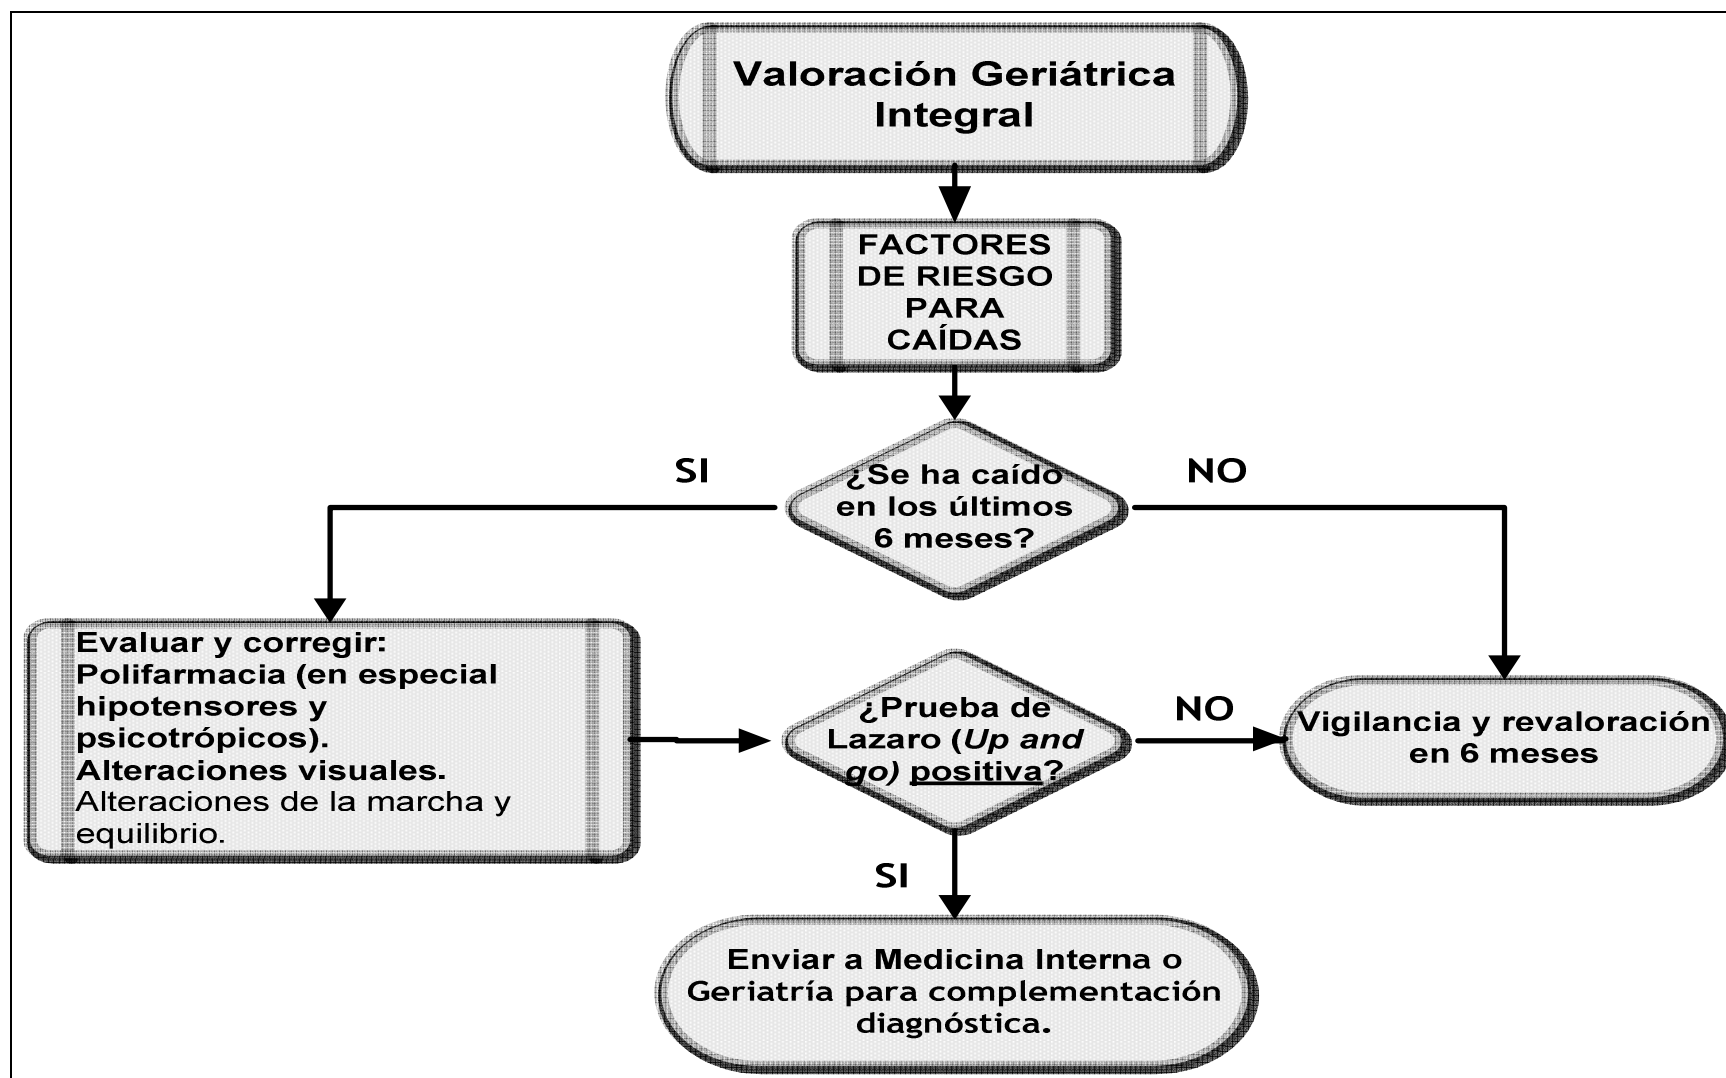 Valoración Geriátrica
Integral
FACTORES
DE RIESGO
PARA
CAÍDAS
SI
¿Se ha caído
en los últimos
6 meses?
NO
Evaluar y corregir:
Polifarmacia (en especial
hipotensores y
psicotrópicos).
Alteraciones visuales.
Alteraciones de la marcha y
equilibrio.
¿Prueba de
Lazaro (Up and
go) positiva?
NO
Vigilancia y revaloración
en 6 meses
SI
Enviar a Medicina Interna o
Geriatría para complementación
diagnóstica.